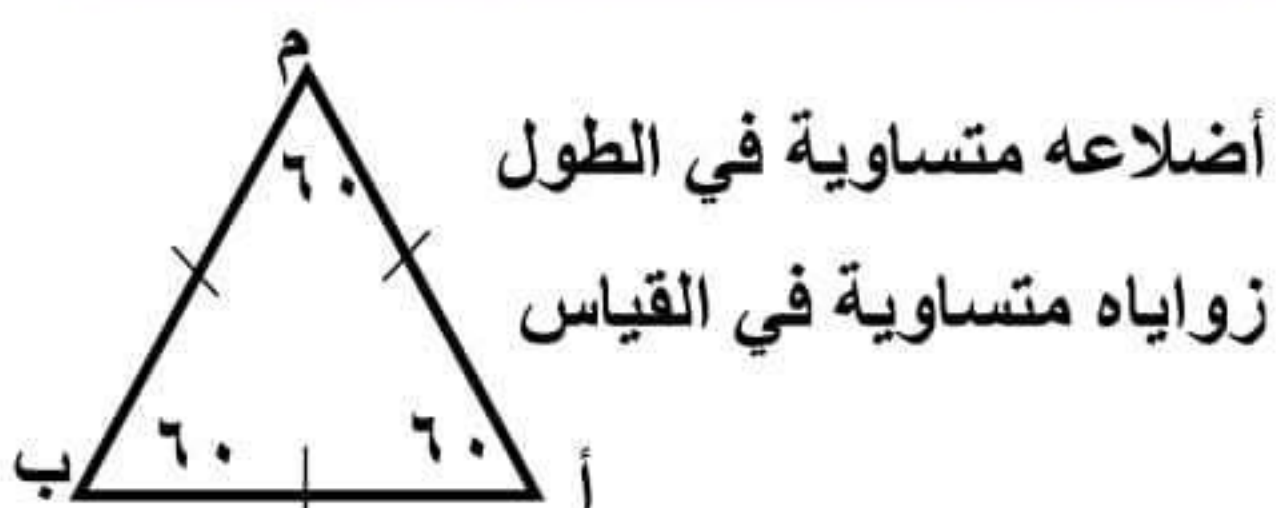 م
أضلاعه متساوية في الطول
٦٠
زواياه متساوية في القياس
٦٠
٦٠
أ
ب